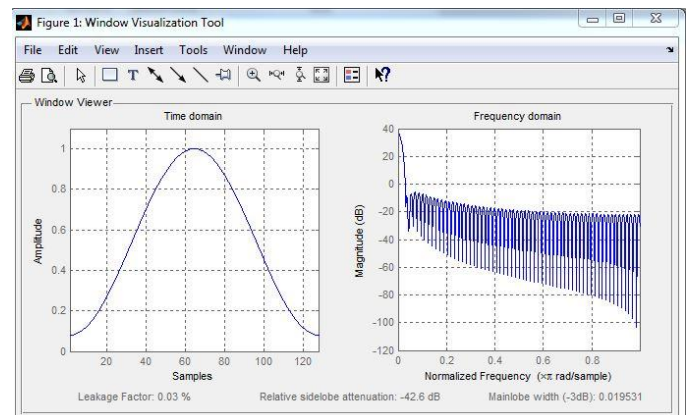 Figure 1: Window Visualization Tool
File Edit View Insert Tools Window Help
Window Viewer
Time domain
Frequency domain
1
0.8
0.6
0.4
0.2
0
Amplitude
20 40 60 80 100 120
Samples
40
20
0
-20
-40
-60
-80
-100
-120
Magnitude (dB)
0 0.2 0.4 0.6 0.8
Normalized Frequency (×π rad/sample)
Leakage Factor: 0.03 %
Relative sidelobe attenuation: -42.6 dB
Mainlobe width (-3dB): 0.019531